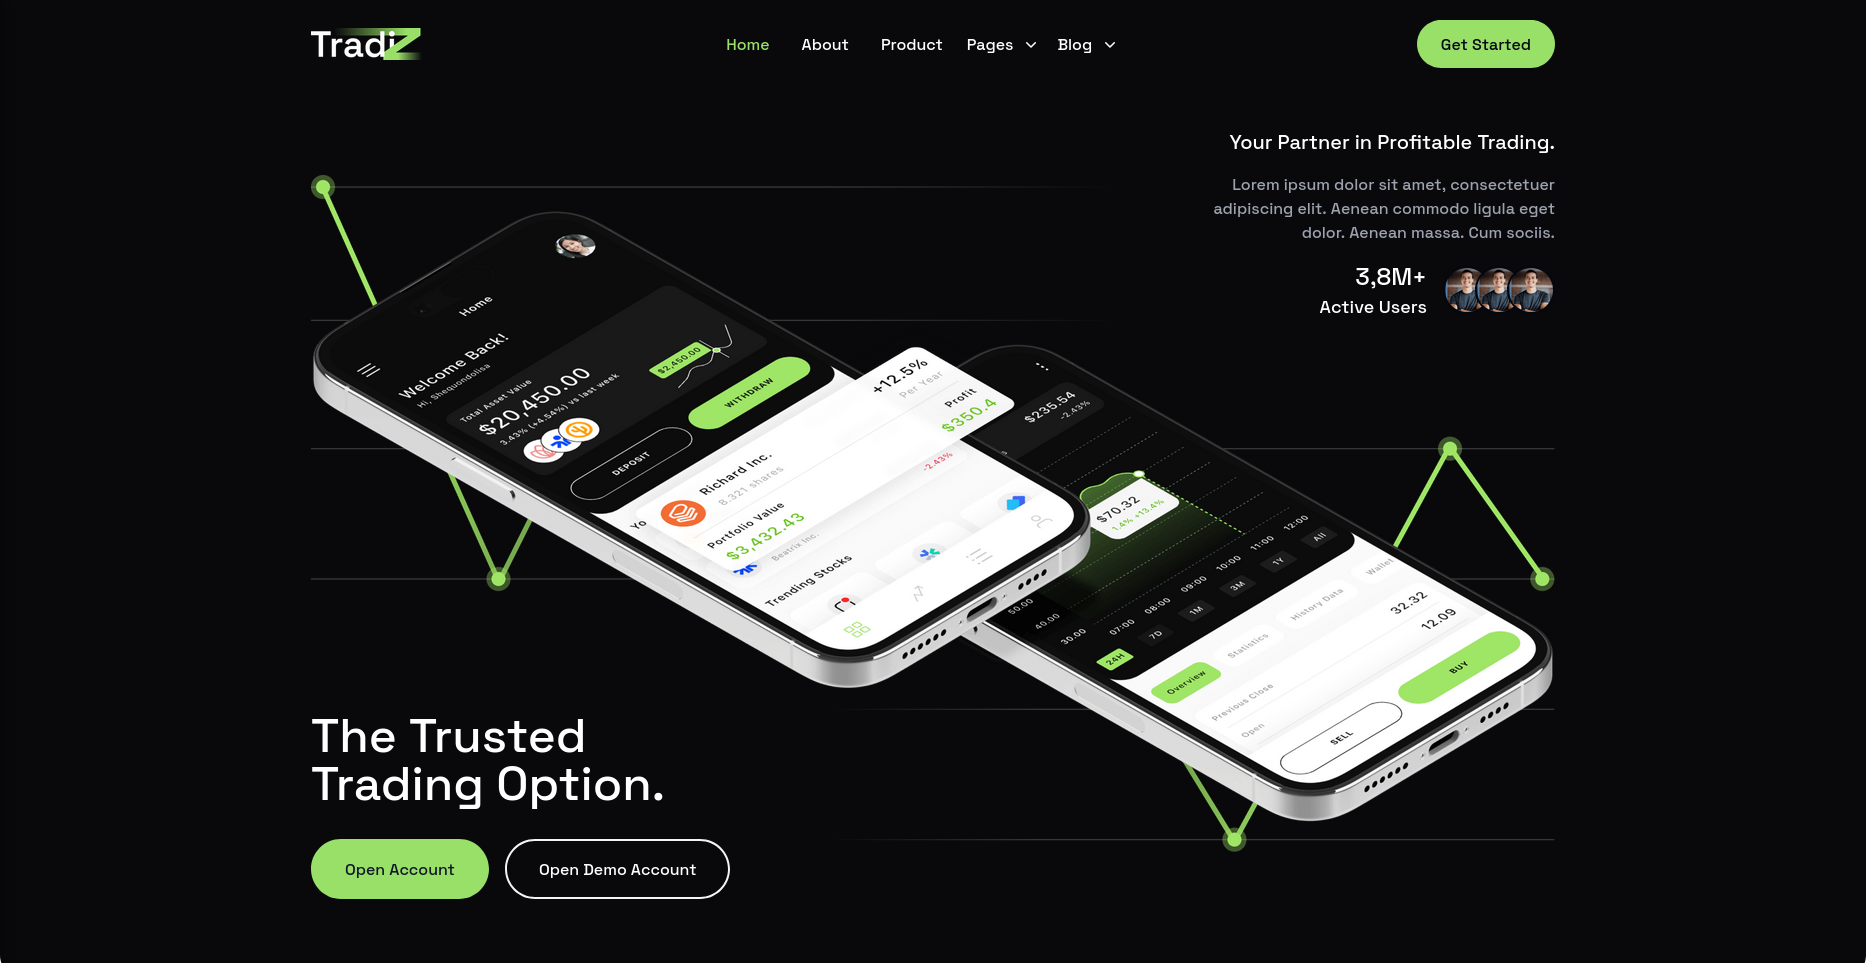 TradiZ
Home
About
Product
Pages
Blog
Get Started
Your Partner in Profitable Trading.
Lorem ipsum dolor sit amet, consectetuer
adipiscing elit. Aenean commodo ligula eget
dolor. Aenean massa. Cum sociis.
3,8M+
Active Users
Home
Welcome Back!
Hi, Shequondolisa
Total Asset Value
$20,450.00
3.43% (+4.54%) vs last week
$2,450.00
DEPOSIT
WITHDRAW
Yo
Richard Inc.
8.321 shares
+12.5%
Per Year
Portfolio Value
$3,432.43
Profit
$350.4
Beatrix Inc.
-2.43%
Trending Stocks
$235.54
-2.43%
$70.32
1.4% +13.4%
50.00
40.00
30.00
07:00
08:00
09:00
10:00
11:00
12:00
24H
7D
1M
3M
1Y
All
Overview
Statistics
History Data
Wallet
Previous Close
32.32
Open
12.09
SELL
BUY
The Trusted
Trading Option.
Open Account
Open Demo Account